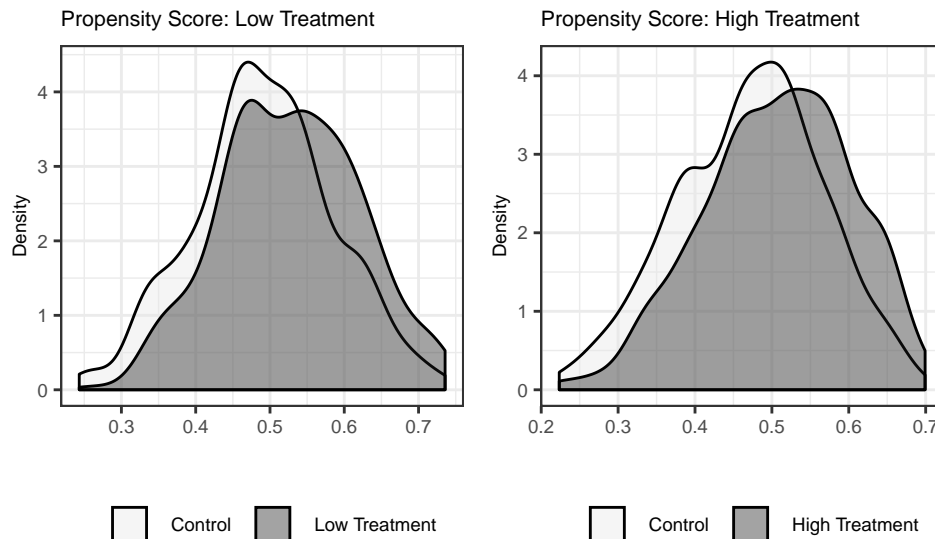 Propensity Score: Low Treatment
Density
4
3
2
1
0
0.3 0.4 0.5 0.6 0.7
Control Low Treatment
Propensity Score: High Treatment
Density
4
3
2
1
0
0.2 0.3 0.4 0.5 0.6 0.7
Control High Treatment